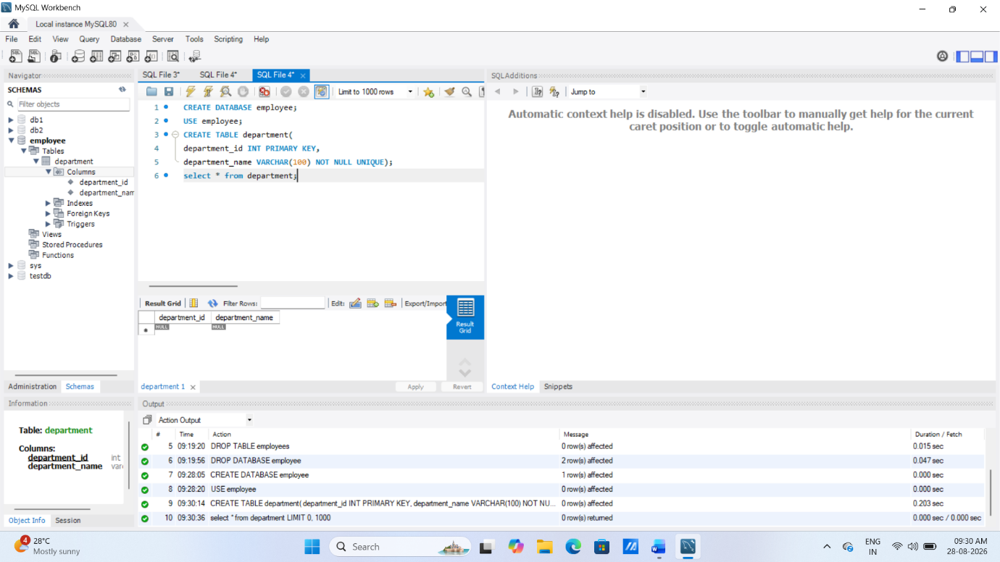 MySQL Workbench
Local instance MySQL80
File Edit View Query Database Server Tools Scripting Help
Navigator
SCHEMAS
Filter objects
db1
db2
employee
Tables
department
Columns
department_id
department_nam
Indexes
Foreign Keys
Triggers
Views
Stored Procedures
Functions
sys
testdb
Administration Schemas
Information
Table: department
Columns:
department_id int
department_name varc
Object Info Session
SQL File 3* SQL File 4* SQL File 4*
Limit to 1000 rows
1 CREATE DATABASE employee;
2 USE employee;
3 CREATE TABLE department(
4 department_id INT PRIMARY KEY,
5 department_name VARCHAR(100) NOT NULL UNIQUE);
6 select * from department;
Result Grid Filter Rows: Edit: Export/Import
department_id department_name
NULL NULL
Result
Grid
department 1 Apply Revert
SQLAdditions
Jump to
Automatic context help is disabled. Use the toolbar to manually get help for the current
caret position or to toggle automatic help.
Context Help Snippets
Output
Action Output
# Time Action Message Duration / Fetch
5 09:19:20 DROP TABLE employees 0 row(s) affected 0.015 sec
6 09:19:56 DROP DATABASE employee 2 row(s) affected 0.047 sec
7 09:28:05 CREATE DATABASE employee 1 row(s) affected 0.000 sec
8 09:28:20 USE employee 0 row(s) affected 0.000 sec
9 09:30:14 CREATE TABLE department( department_id INT PRIMARY KEY, department_name VARCHAR(100) NOT NU... 0 row(s) affected 0.203 sec
10 09:30:36 select * from department LIMIT 0, 1000 0 row(s) returned 0.000 sec / 0.000 sec
4
28°C
Mostly sunny
Search
ENG
IN
09:30 AM
28-08-2026